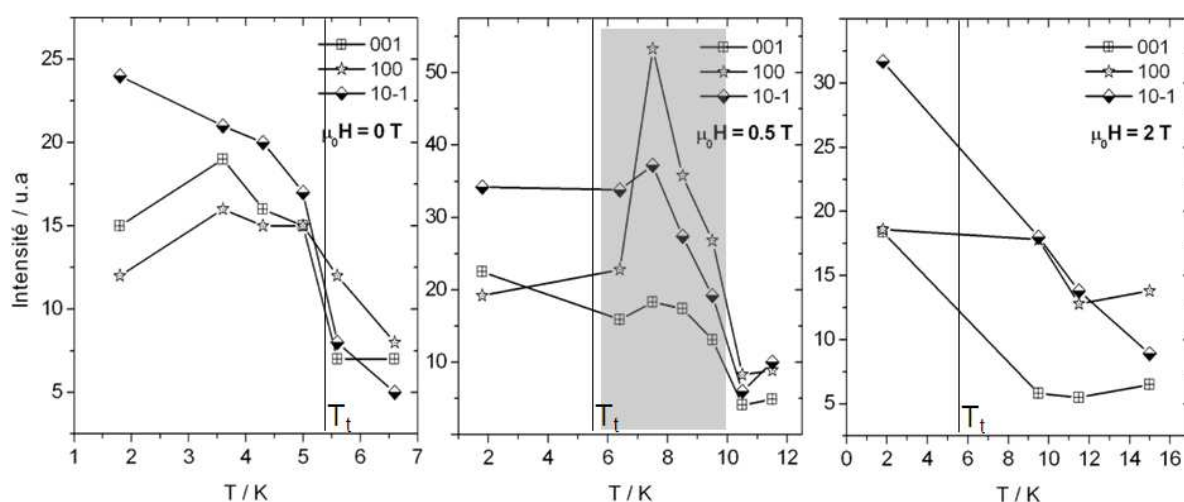 Intensité / u.a
25
20
15
10
5
1 2 3 4 5 6 7
T / K
001
100
10-1
μ0H = 0 T
Tt
50
40
30
20
10
2 4 6 8 10 12
T / K
001
100
10-1
μ0H = 0.5 T
Tt
30
25
20
15
10
5
0 2 4 6 8 10 12 14 16
T / K
001
100
10-1
μ0H = 2 T
Tt